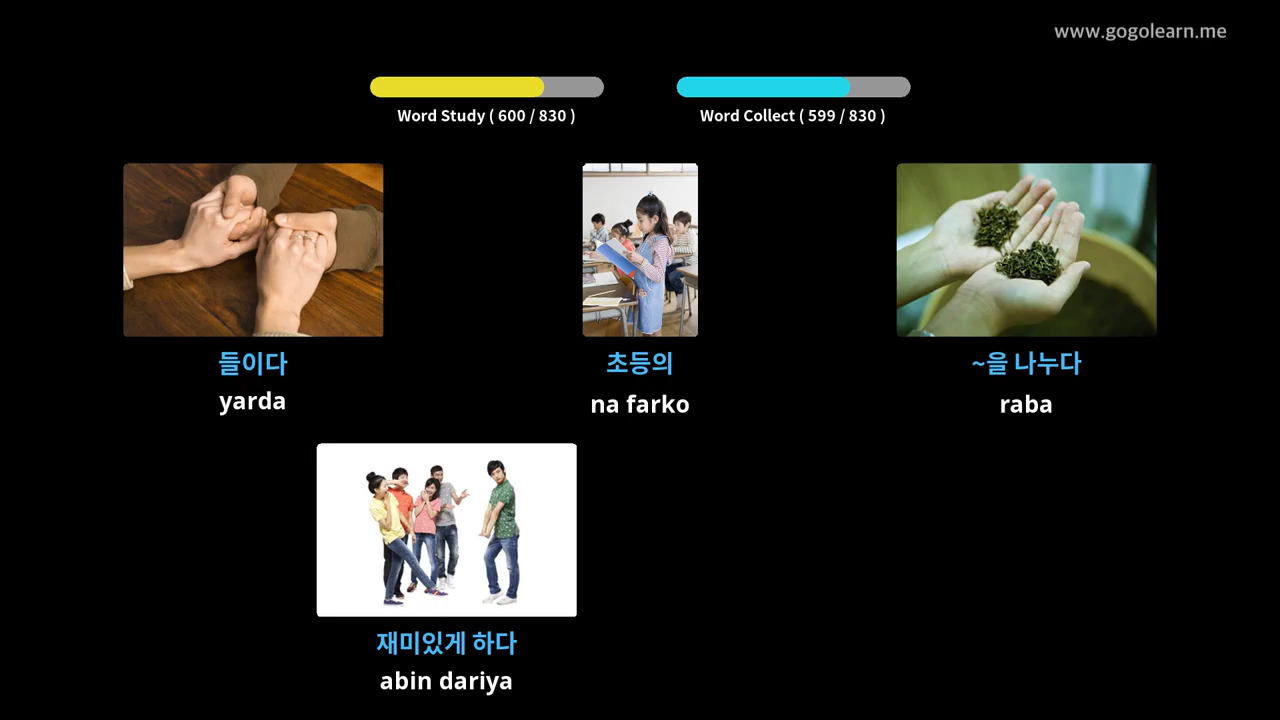 www.gogolearn.me
Word Study ( 600 / 830 )
Word Collect ( 599 / 830 )
들이다
yarda
초등의
na farko
~을 나누다
raba
재미있게 하다
abin dariya